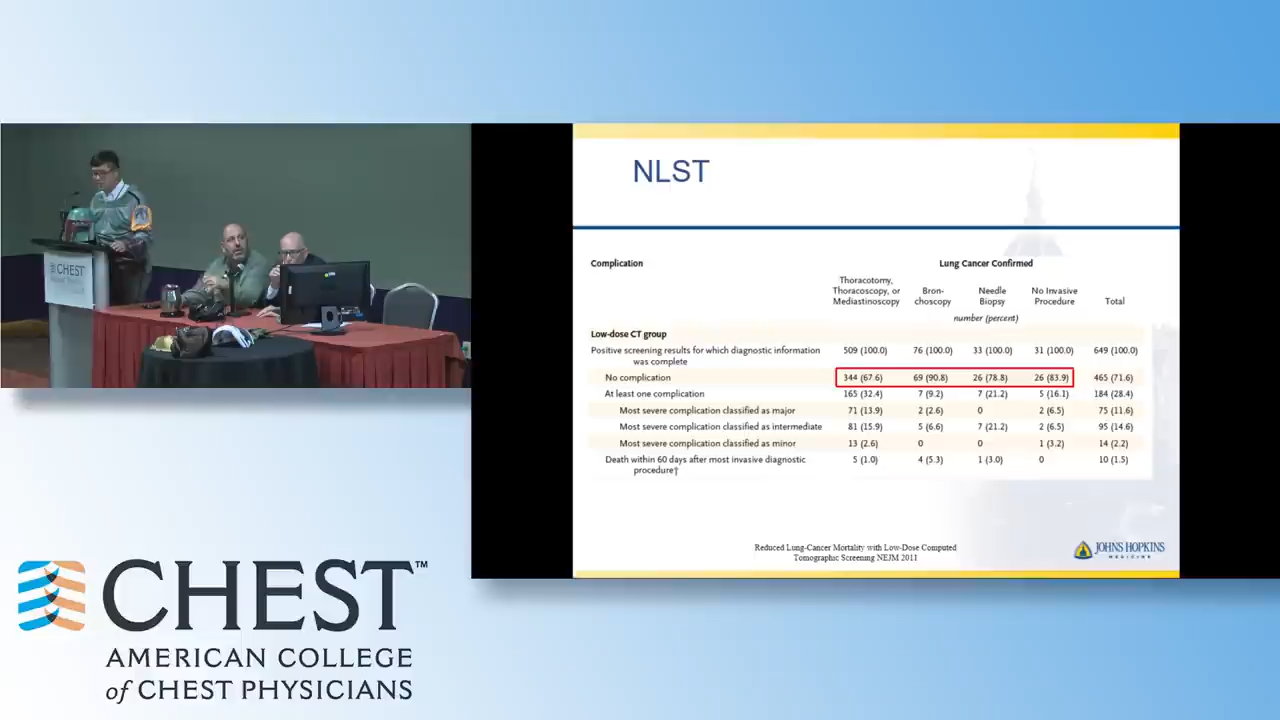 CHEST
NLST
Complication
Lung Cancer Confirmed
Thoracotomy, Thoracoscopy, or Mediastinoscopy
Bron-choscopy
Needle Biopsy
No Invasive Procedure
Total
number (percent)
Low-dose CT group
Positive screening results for which diagnostic information was complete 509 (100.0) 76 (100.0) 33 (100.0) 31 (100.0) 649 (100.0)
No complication 344 (67.6) 69 (90.8) 26 (78.8) 26 (83.9) 465 (71.6)
At least one complication 165 (32.4) 7 (9.2) 7 (21.2) 5 (16.1) 184 (28.4)
Most severe complication classified as major 71 (13.9) 2 (2.6) 0 2 (6.5) 75 (11.6)
Most severe complication classified as intermediate 81 (15.9) 5 (6.6) 7 (21.2) 2 (6.5) 95 (14.6)
Most severe complication classified as minor 13 (2.6) 0 0 1 (3.2) 14 (2.2)
Death within 60 days after most invasive diagnostic procedure† 5 (1.0) 4 (5.3) 1 (3.0) 0 10 (1.5)
Reduced Lung-Cancer Mortality with Low-Dose Computed
Tomographic Screening NEJM 2011
JOHNS HOPKINS
MEDICINE
CHEST™
AMERICAN COLLEGE
of CHEST PHYSICIANS